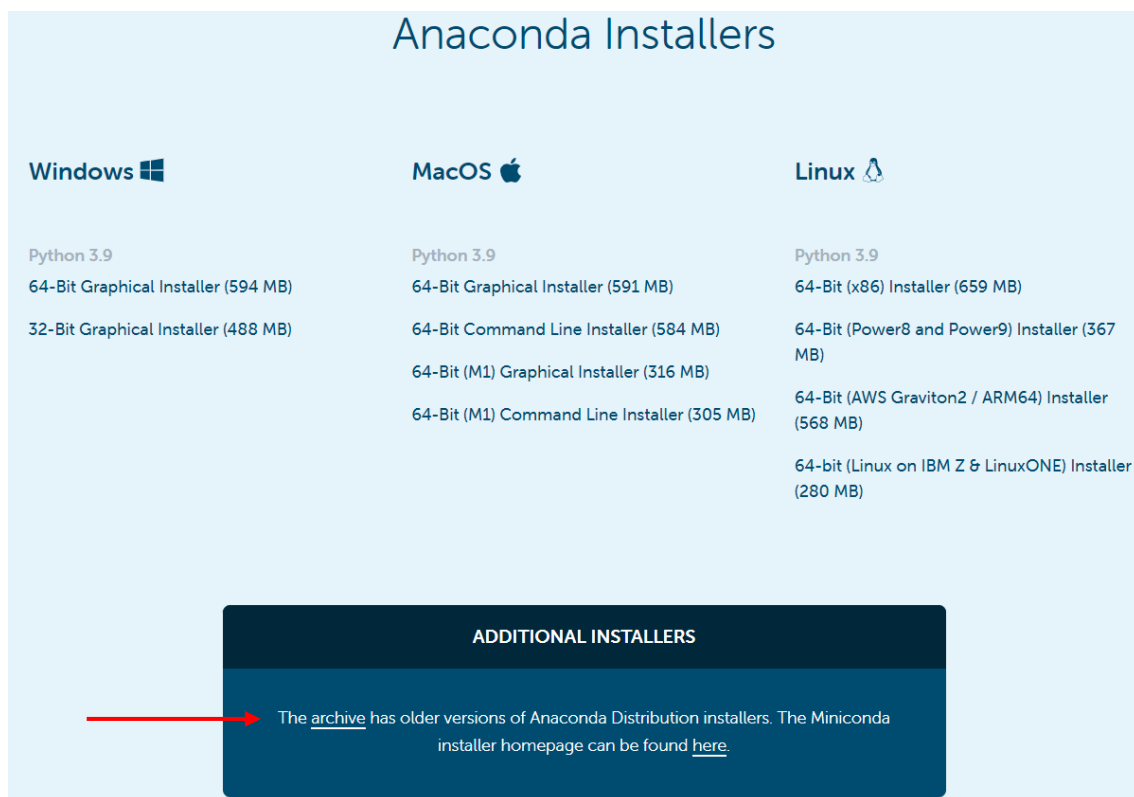 Anaconda Installers
Windows
Python 3.9
64-Bit Graphical Installer (594 MB)
32-Bit Graphical Installer (488 MB)
MacOS
Python 3.9
64-Bit Graphical Installer (591 MB)
64-Bit Command Line Installer (584 MB)
64-Bit (M1) Graphical Installer (316 MB)
64-Bit (M1) Command Line Installer (305 MB)
Linux
Python 3.9
64-Bit (x86) Installer (659 MB)
64-Bit (Power8 and Power9) Installer (367
MB)
64-Bit (AWS Graviton2 / ARM64) Installer
(568 MB)
64-bit (Linux on IBM Z & LinuxONE) Installer
(280 MB)
ADDITIONAL INSTALLERS
The archive has older versions of Anaconda Distribution installers. The Miniconda
installer homepage can be found here.